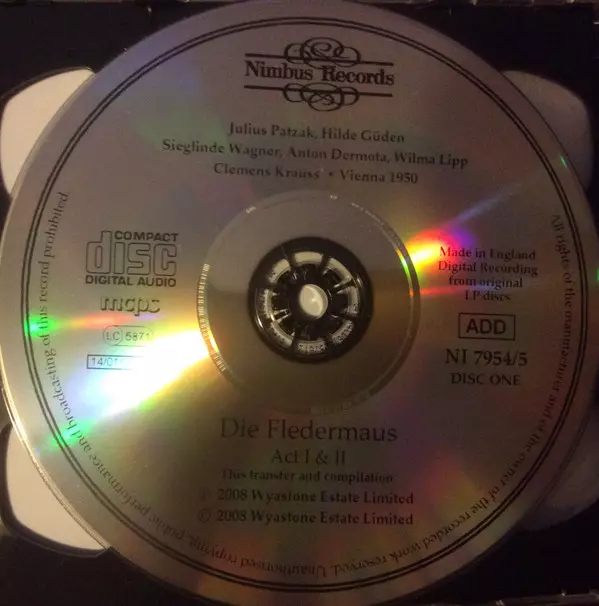 Nimbus Records
Julius Patzak, Hilde Güden
Sieglinde Wagner, Anton Dermota, Wilma Lipp
Clemens Krauss • Vienna 1950
COMPACT
disc
DIGITAL AUDIO
mcps
LC 5871
Made in England
Digital Recording
from original
LP discs
ADD
NI 7954/5
DISC ONE
Die Fledermaus
Act I & II
This transfer and compilation
℗ 2008 Wyastone Estate Limited
© 2008 Wyastone Estate Limited
All rights of the manufacturer and of the owner of the recorded work reserved. Unauthorised copying, public performance and broadcasting of this record prohibited